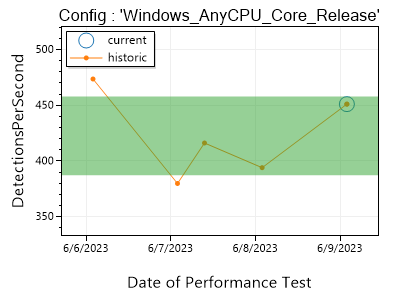 Config : 'Windows_AnyCPU_Core_Release'
current
historic
500
450
400
350
DetectionsPerSecond
6/6/2023 6/7/2023 6/8/2023 6/9/2023
Date of Performance Test